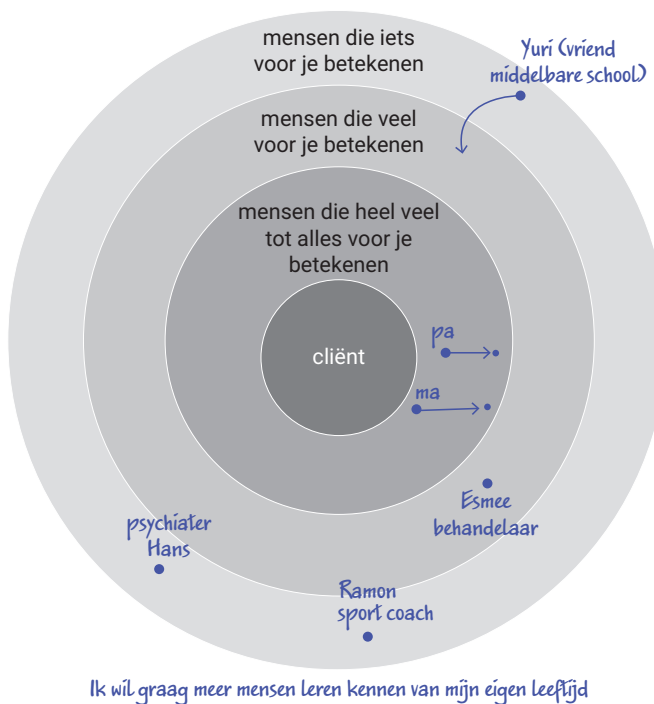 mensen die iets
voor je betekenen
Yuri (vriend
middelbare school)
mensen die veel
voor je betekenen
mensen die heel veel
tot alles voor je
betekenen
pa
cliënt
ma
Esmee
behandelaar
psychiater
Hans
Ramon
sport coach
Ik wil graag meer mensen leren kennen van mijn eigen leeftijd